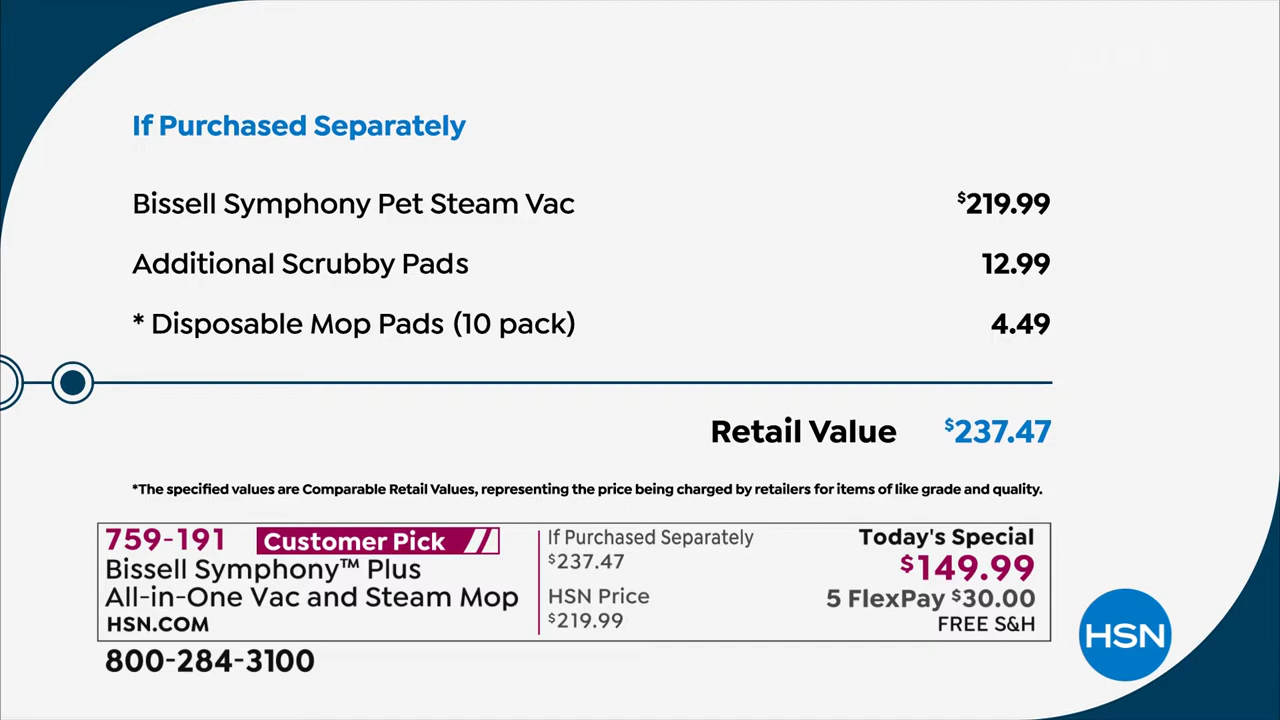 If Purchased Separately
Bissell Symphony Pet Steam Vac $219.99
Additional Scrubby Pads 12.99
* Disposable Mop Pads (10 pack) 4.49
Retail Value $237.47
*The specified values are Comparable Retail Values, representing the price being charged by retailers for items of like grade and quality.
759-191 Customer Pick
Bissell Symphony™ Plus
All-in-One Vac and Steam Mop
HSN.COM
If Purchased Separately
$237.47
HSN Price
$219.99
Today's Special
$149.99
5 FlexPay $30.00
FREE S&H
HSN
800-284-3100